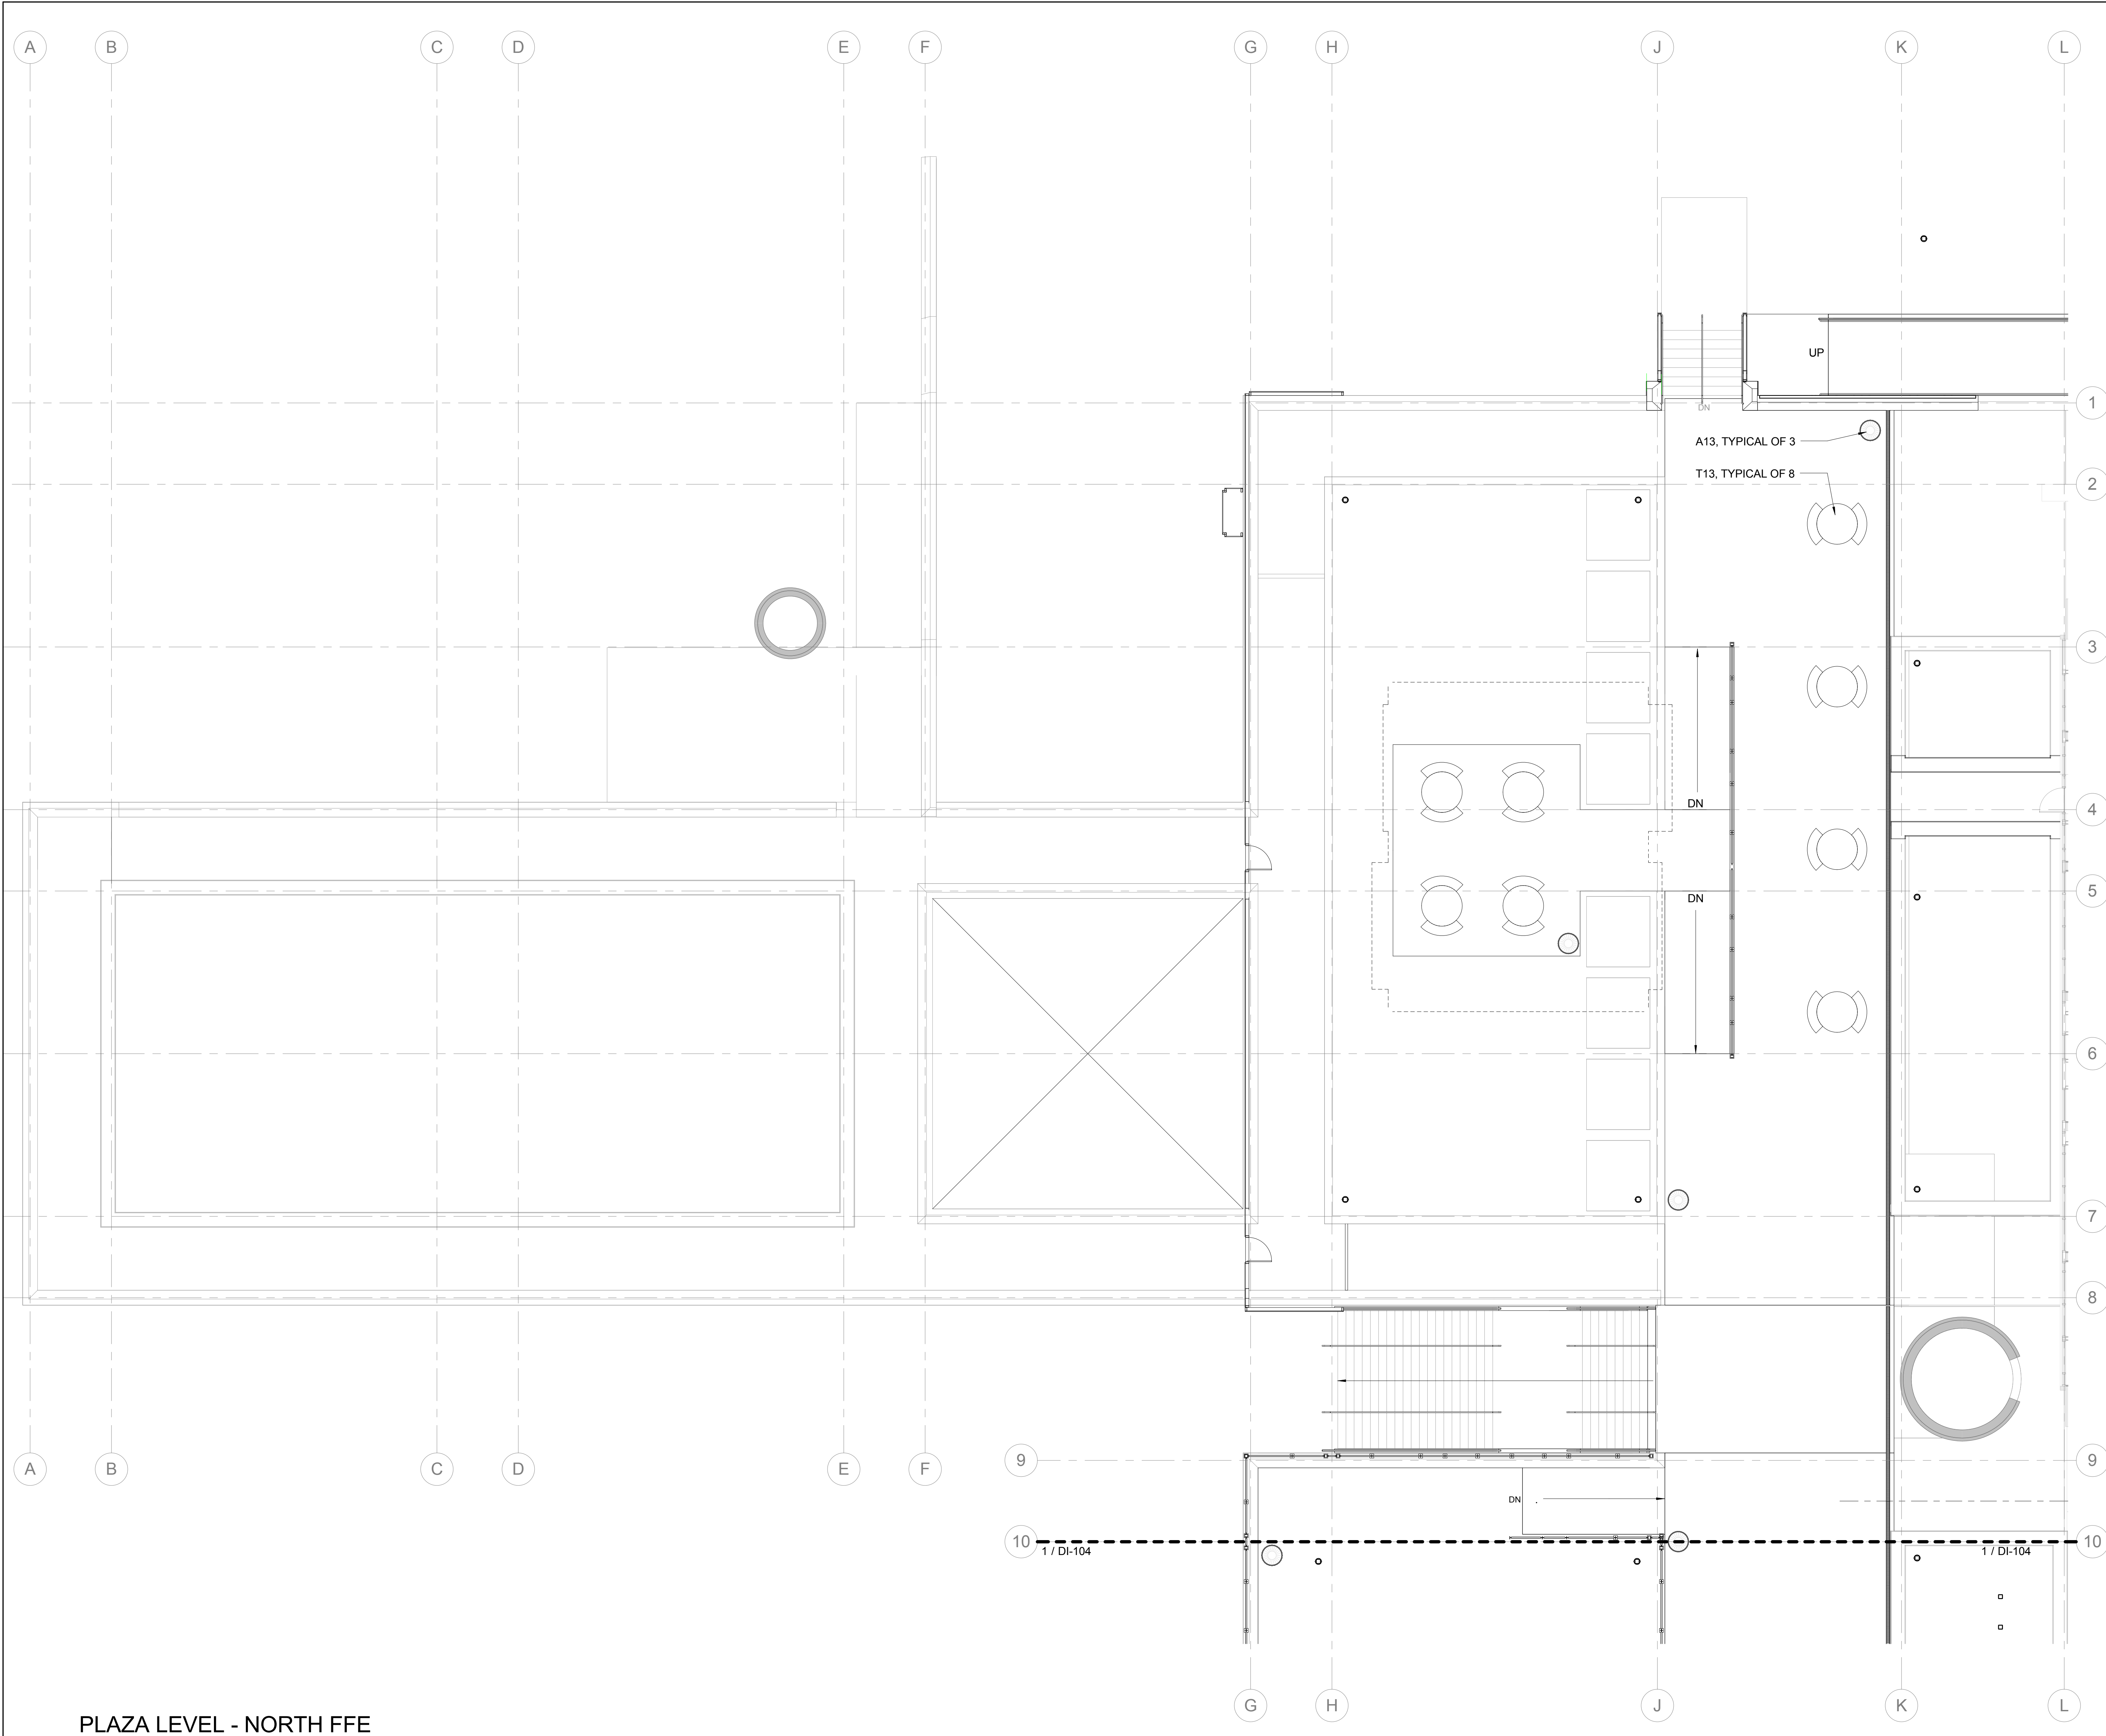 A B C D E F G H J K L
UP
1
DN
A13, TYPICAL OF 3
T13, TYPICAL OF 8
2
3
DN
4
5
DN
6
7
8
9 9
A B C D E F
DN
10 10
1 / DI-104 1 / DI-104
G H J K L
PLAZA LEVEL - NORTH FFE